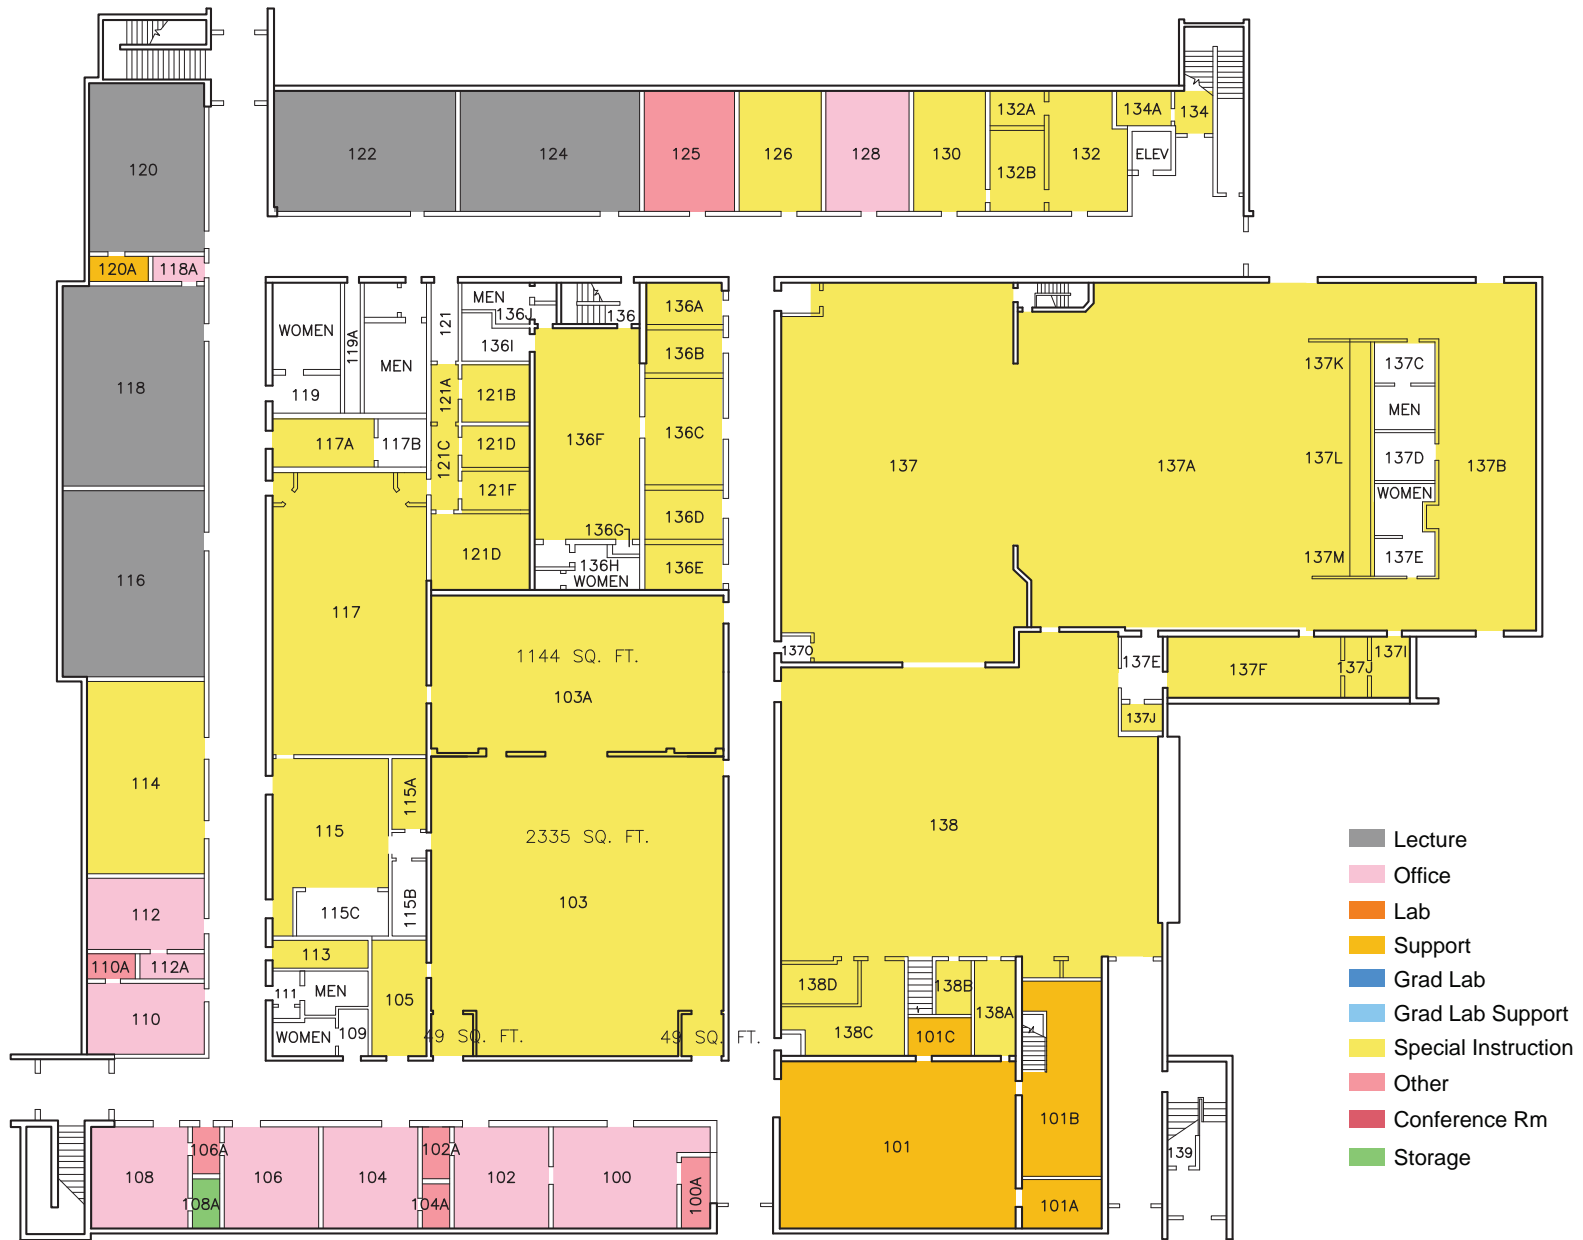 122
124
125
126
128
130
132A
132B
132
134A
134
ELEV
120
120A
118A
118
116
114
112
110A
112A
110
WOMEN
119
119A
MEN
121
MEN
136J
136I
136
136A
136B
136C
136D
136E
136F
136G
136H
WOMEN
121A
121B
121C
121D
121F
121D
117A
117B
117
1144 SQ. FT.
103A
115
115A
115B
115C
2335 SQ. FT.
103
113
111
MEN
WOMEN
109
105
49 SQ. FT.
49 SQ. FT.
137
137A
137K
137L
137M
137C
MEN
137D
WOMEN
137E
137B
1370
137E
137F
137J
137I
137J
138
138D
138C
138B
138A
101C
101
101B
101A
139
108
106A
108A
106
104
102A
104A
102
100
100A
Lecture
Office
Lab
Support
Grad Lab
Grad Lab Support
Special Instruction
Other
Conference Rm
Storage